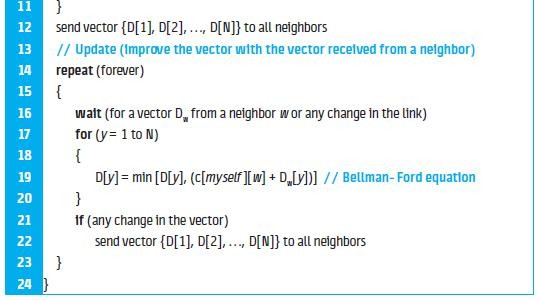 11 }
12 send vector {D[1], D[2], ..., D[N]} to all neighbors
13 // Update (improve the vector with the vector received from a neighbor)
14 repeat (forever)
15 {
16 wait (for a vector Dw from a neighbor w or any change in the link)
17 for (y = 1 to N)
18 {
19 D[y] = min [D[y], (c[myself][w] + Dw[y])] // Bellman-Ford equation
20 }
21 if (any change in the vector)
22 send vector {D[1], D[2], ..., D[N]} to all neighbors
23 }
24 }